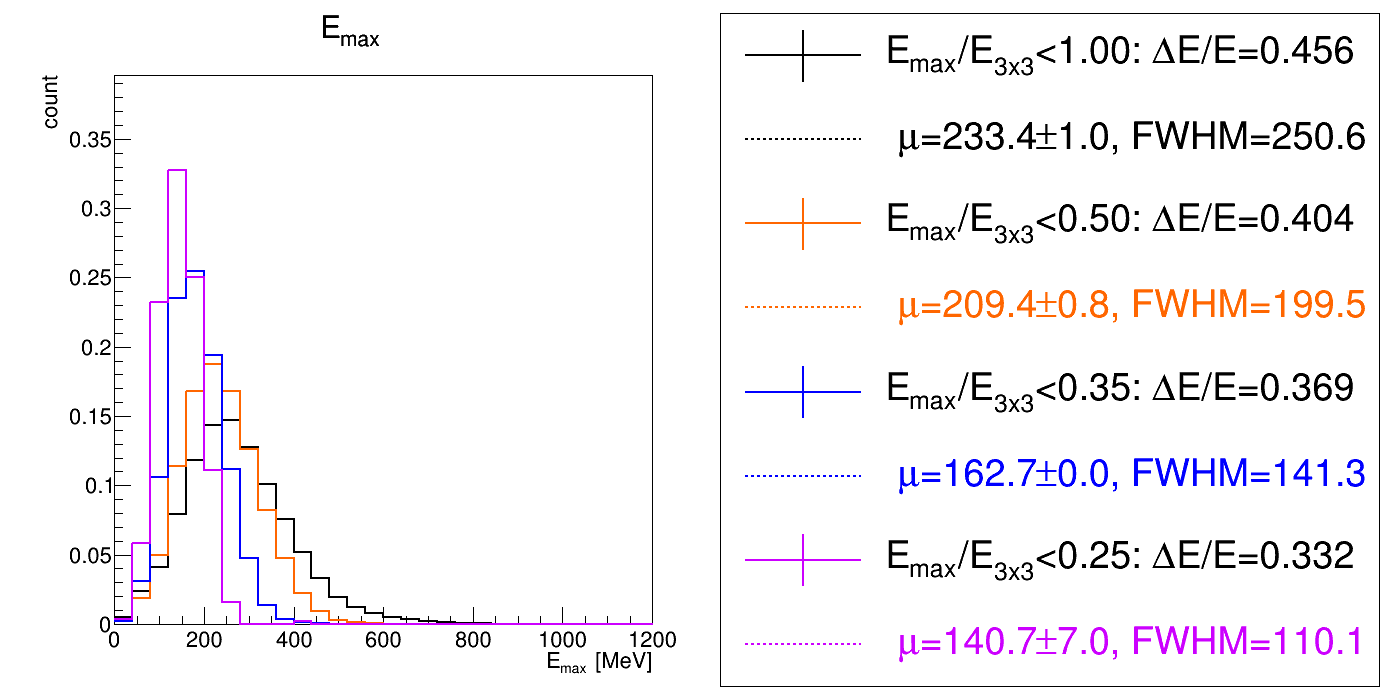 E_max
count
0.35
0.3
0.25
0.2
0.15
0.1
0.05
0
0 200 400 600 800 1000 1200
E_max [MeV]
E_max/E_3x3<1.00: ΔE/E=0.456
μ=233.4±1.0, FWHM=250.6
E_max/E_3x3<0.50: ΔE/E=0.404
μ=209.4±0.8, FWHM=199.5
E_max/E_3x3<0.35: ΔE/E=0.369
μ=162.7±0.0, FWHM=141.3
E_max/E_3x3<0.25: ΔE/E=0.332
μ=140.7±7.0, FWHM=110.1